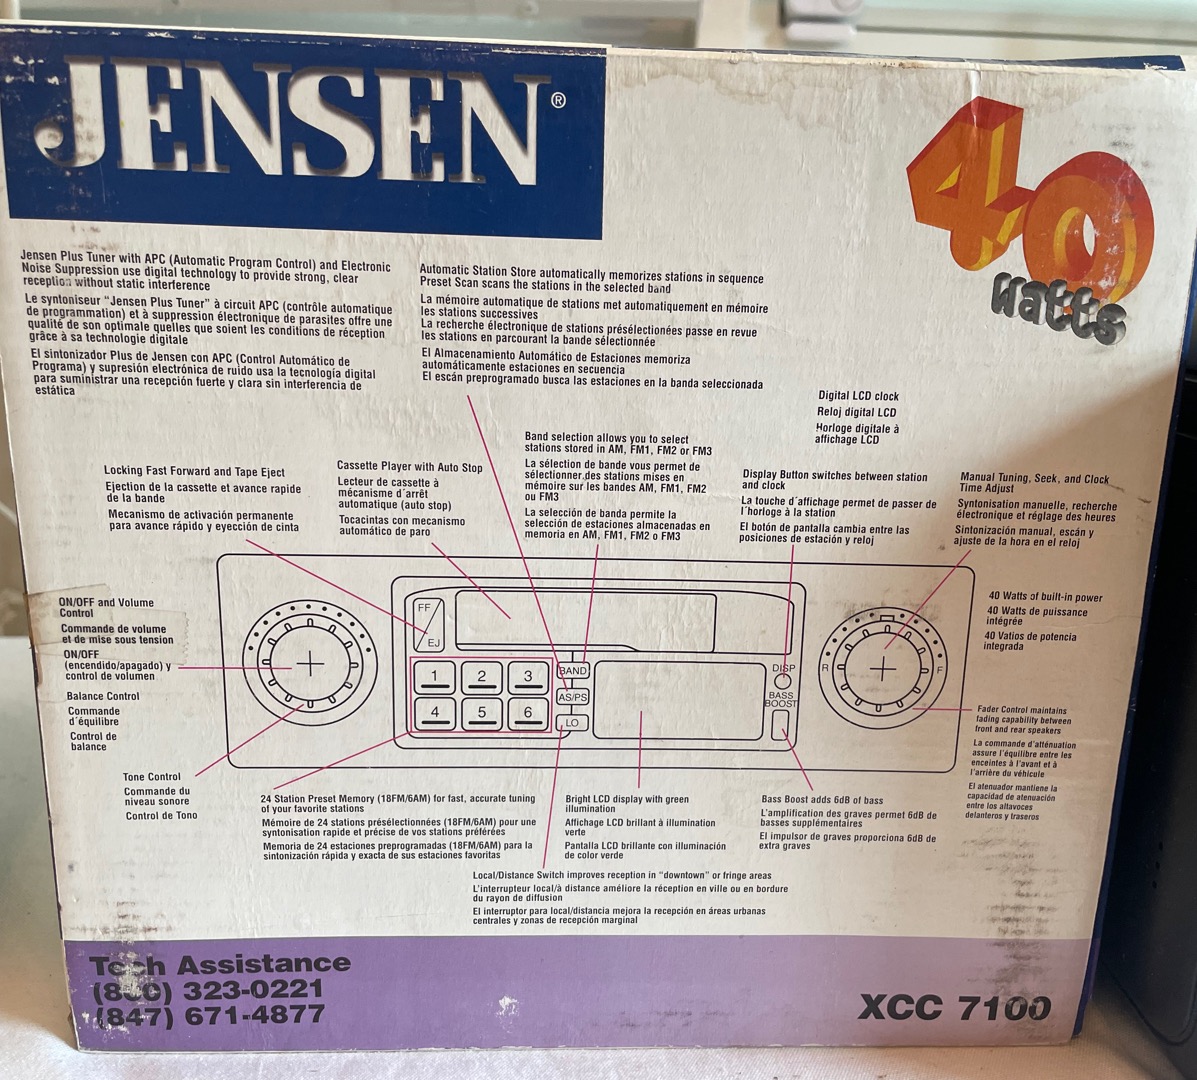 JENSEN®
40
Watts
Jensen Plus Tuner with APC (Automatic Program Control) and Electronic
Noise Suppression use digital technology to provide strong, clear
reception without static interference
Le syntoniseur "Jensen Plus Tuner" à circuit APC (contrôle automatique
de programmation) et à suppression électronique de parasites offre une
qualité de son optimale quelles que soient les conditions de réception
grâce à sa technologie digitale
El sintonizador Plus de Jensen con APC (Control Automático de
Programa) y supresión electrónica de ruido usa la tecnología digital
para suministrar una recepción fuerte y clara sin interferencia de
estática
Automatic Station Store automatically memorizes stations in sequence
Preset Scan scans the stations in the selected band
La mémoire automatique de stations met automatiquement en mémoire
les stations successives
La recherche électronique de stations présélectionées passe en revue
les stations en parcourant la bande sélectionnée
El Almacenamiento Automático de Estaciones memoriza
automáticamente estaciones en secuencia
El escán preprogramado busca las estaciones en la banda seleccionada
Digital LCD clock
Reloj digital LCD
Horloge digitale à
affichage LCD
Locking Fast Forward and Tape Eject
Ejection de la cassette et avance rapide
de la bande
Mecanismo de activación permanente
para avance rápido y eyección de cinta
Cassette Player with Auto Stop
Lecteur de cassette à
mécanisme d'arrêt
automatique (auto stop)
Tocacintas con mecanismo
automático de paro
Band selection allows you to select
stations stored in AM, FM1, FM2 or FM3
La sélection de bande vous permet de
sélectionner des stations mises en
mémoire sur les bandes AM, FM1, FM2
ou FM3
La selección de banda permite la
selección de estaciones almacenadas en
memoria en AM, FM1, FM2 o FM3
Display Button switches between station
and clock
La touche d'affichage permet de passer de
l'horloge à la station
El botón de pantalla cambia entre las
posiciones de estación y reloj
Manual Tuning, Seek, and Clock
Time Adjust
Syntonisation manuelle, recherche
électronique et réglage des heures
Sintonización manual, escán y
ajuste de la hora en el reloj
ON/OFF and Volume
Control
Commande de volume
et de mise sous tension
ON/OFF
(encendido/apagado) y
control de volumen
Balance Control
Commande
d'équilibre
Control de
balance
Tone Control
Commande du
niveau sonore
Control de Tono
FF
EJ
1 2 3
4 5 6
BAND
AS/PS
LO
DISP
BASS
BOOST
R F
40 Watts of built-in power
40 Watts de puissance
intégrée
40 Vatios de potencia
integrada
Fader Control maintains
fading capability between
front and rear speakers
La commande d'atténuation
assure l'équilibre entre les
enceintes à l'avant et à
l'arrière du véhicule
El atenuador mantiene la
capacidad de atenuación
entre los altavoces
delanteros y traseros
24 Station Preset Memory (18FM/6AM) for fast, accurate tuning
of your favorite stations
Mémoire de 24 stations présélectionnées (18FM/6AM) pour une
syntonisation rapide et précise de vos stations préférées
Memoria de 24 estaciones preprogramadas (18FM/6AM) para la
sintonización rápida y exacta de sus estaciones favoritas
Bright LCD display with green
illumination
Affichage LCD brillant à illumination
verte
Pantalla LCD brillante con illuminación
de color verde
Bass Boost adds 6dB of bass
L'amplification des graves permet 6dB de
basses supplémentaires
El impulsor de graves proporciona 6dB de
extra graves
Local/Distance Switch improves reception in "downtown" or fringe areas
L'interrupteur local/à distance améliore la réception en ville ou en bordure
du rayon de diffusion
El interruptor para local/distancia mejora la recepción en áreas urbanas
centrales y zonas de recepción marginal
Tech Assistance
(800) 323-0221
(847) 671-4877
XCC 7100